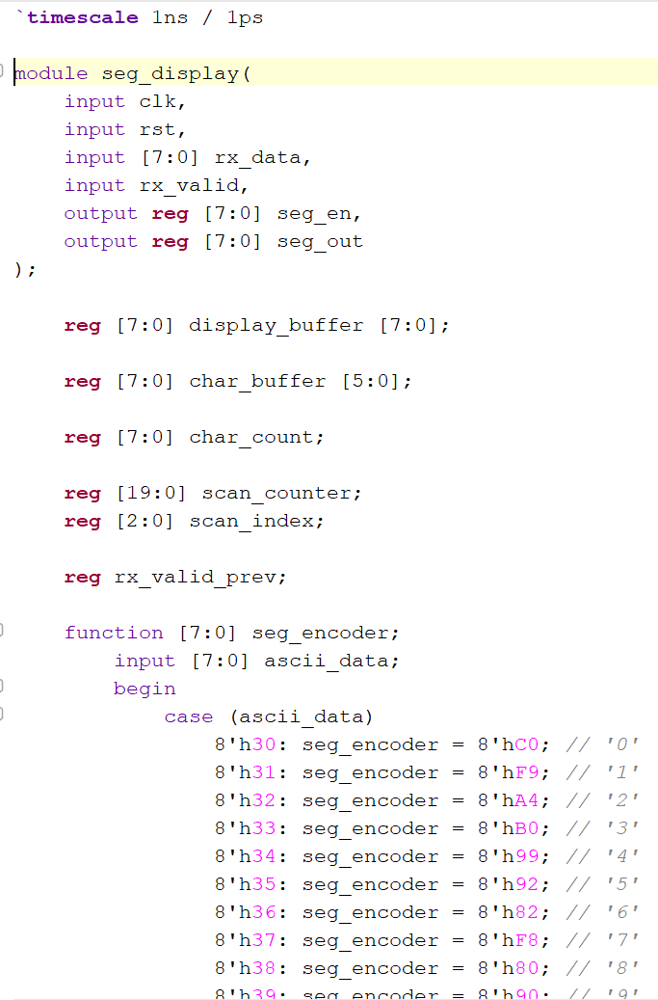 `timescale 1ns / 1ps
module seg_display(
input clk,
input rst,
input [7:0] rx_data,
input rx_valid,
output reg [7:0] seg_en,
output reg [7:0] seg_out
);
reg [7:0] display_buffer [7:0];
reg [7:0] char_buffer [5:0];
reg [7:0] char_count;
reg [19:0] scan_counter;
reg [2:0] scan_index;
reg rx_valid_prev;
function [7:0] seg_encoder;
input [7:0] ascii_data;
begin
case (ascii_data)
8'h30: seg_encoder = 8'hC0; // '0'
8'h31: seg_encoder = 8'hF9; // '1'
8'h32: seg_encoder = 8'hA4; // '2'
8'h33: seg_encoder = 8'hB0; // '3'
8'h34: seg_encoder = 8'h99; // '4'
8'h35: seg_encoder = 8'h92; // '5'
8'h36: seg_encoder = 8'h82; // '6'
8'h37: seg_encoder = 8'hF8; // '7'
8'h38: seg_encoder = 8'h80; // '8'
8'h39: seg_encoder = 8'h90; // '9'